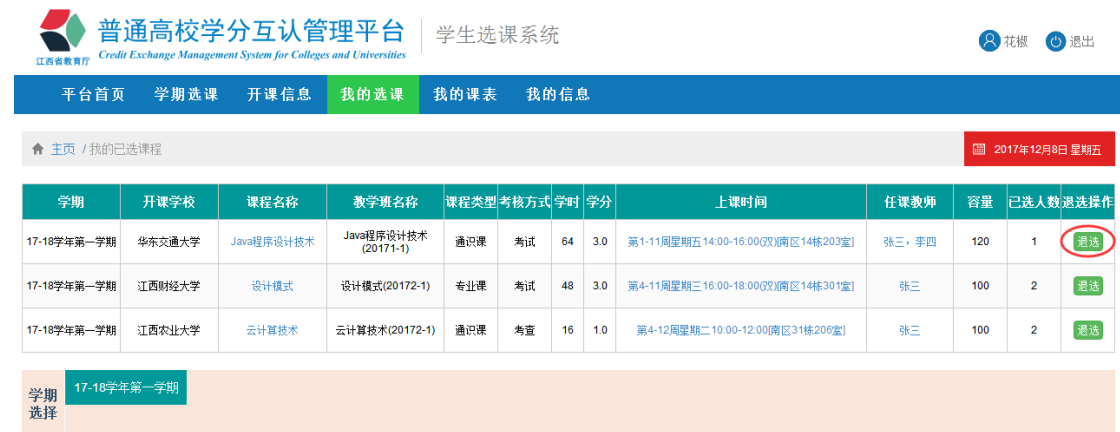 普通高校学分互认管理平台
学生选课系统
Credit Exchange Management System for Colleges and Universities
江西省教育厅
花椒 退出
平台首页 学期选课 开课信息 我的选课 我的课表 我的信息
主页 / 我的已选课程 2017年12月8日 星期五
学期 开课学校 课程名称 教学班名称 课程类型 考核方式 学时 学分 上课时间 任课教师 容量 已选人数 退选操作
17-18学年第一学期 华东交通大学 Java程序设计技术 Java程序设计技术 通识课 考试 64 3.0 第1-11周星期五14:00-16:00(双)[南区14栋203室] 张三，李四 120 1 退选
(20171-1)
17-18学年第一学期 江西财经大学 设计模式 设计模式(20172-1) 专业课 考试 48 3.0 第4-11周星期三16:00-18:00(双)[南区14栋301室] 张三 100 2 退选
17-18学年第一学期 江西农业大学 云计算技术 云计算技术(20172-1) 通识课 考查 16 1.0 第4-12周星期二10:00-12:00[南区31栋206室] 张三 100 2 退选
学期
选择
17-18学年第一学期